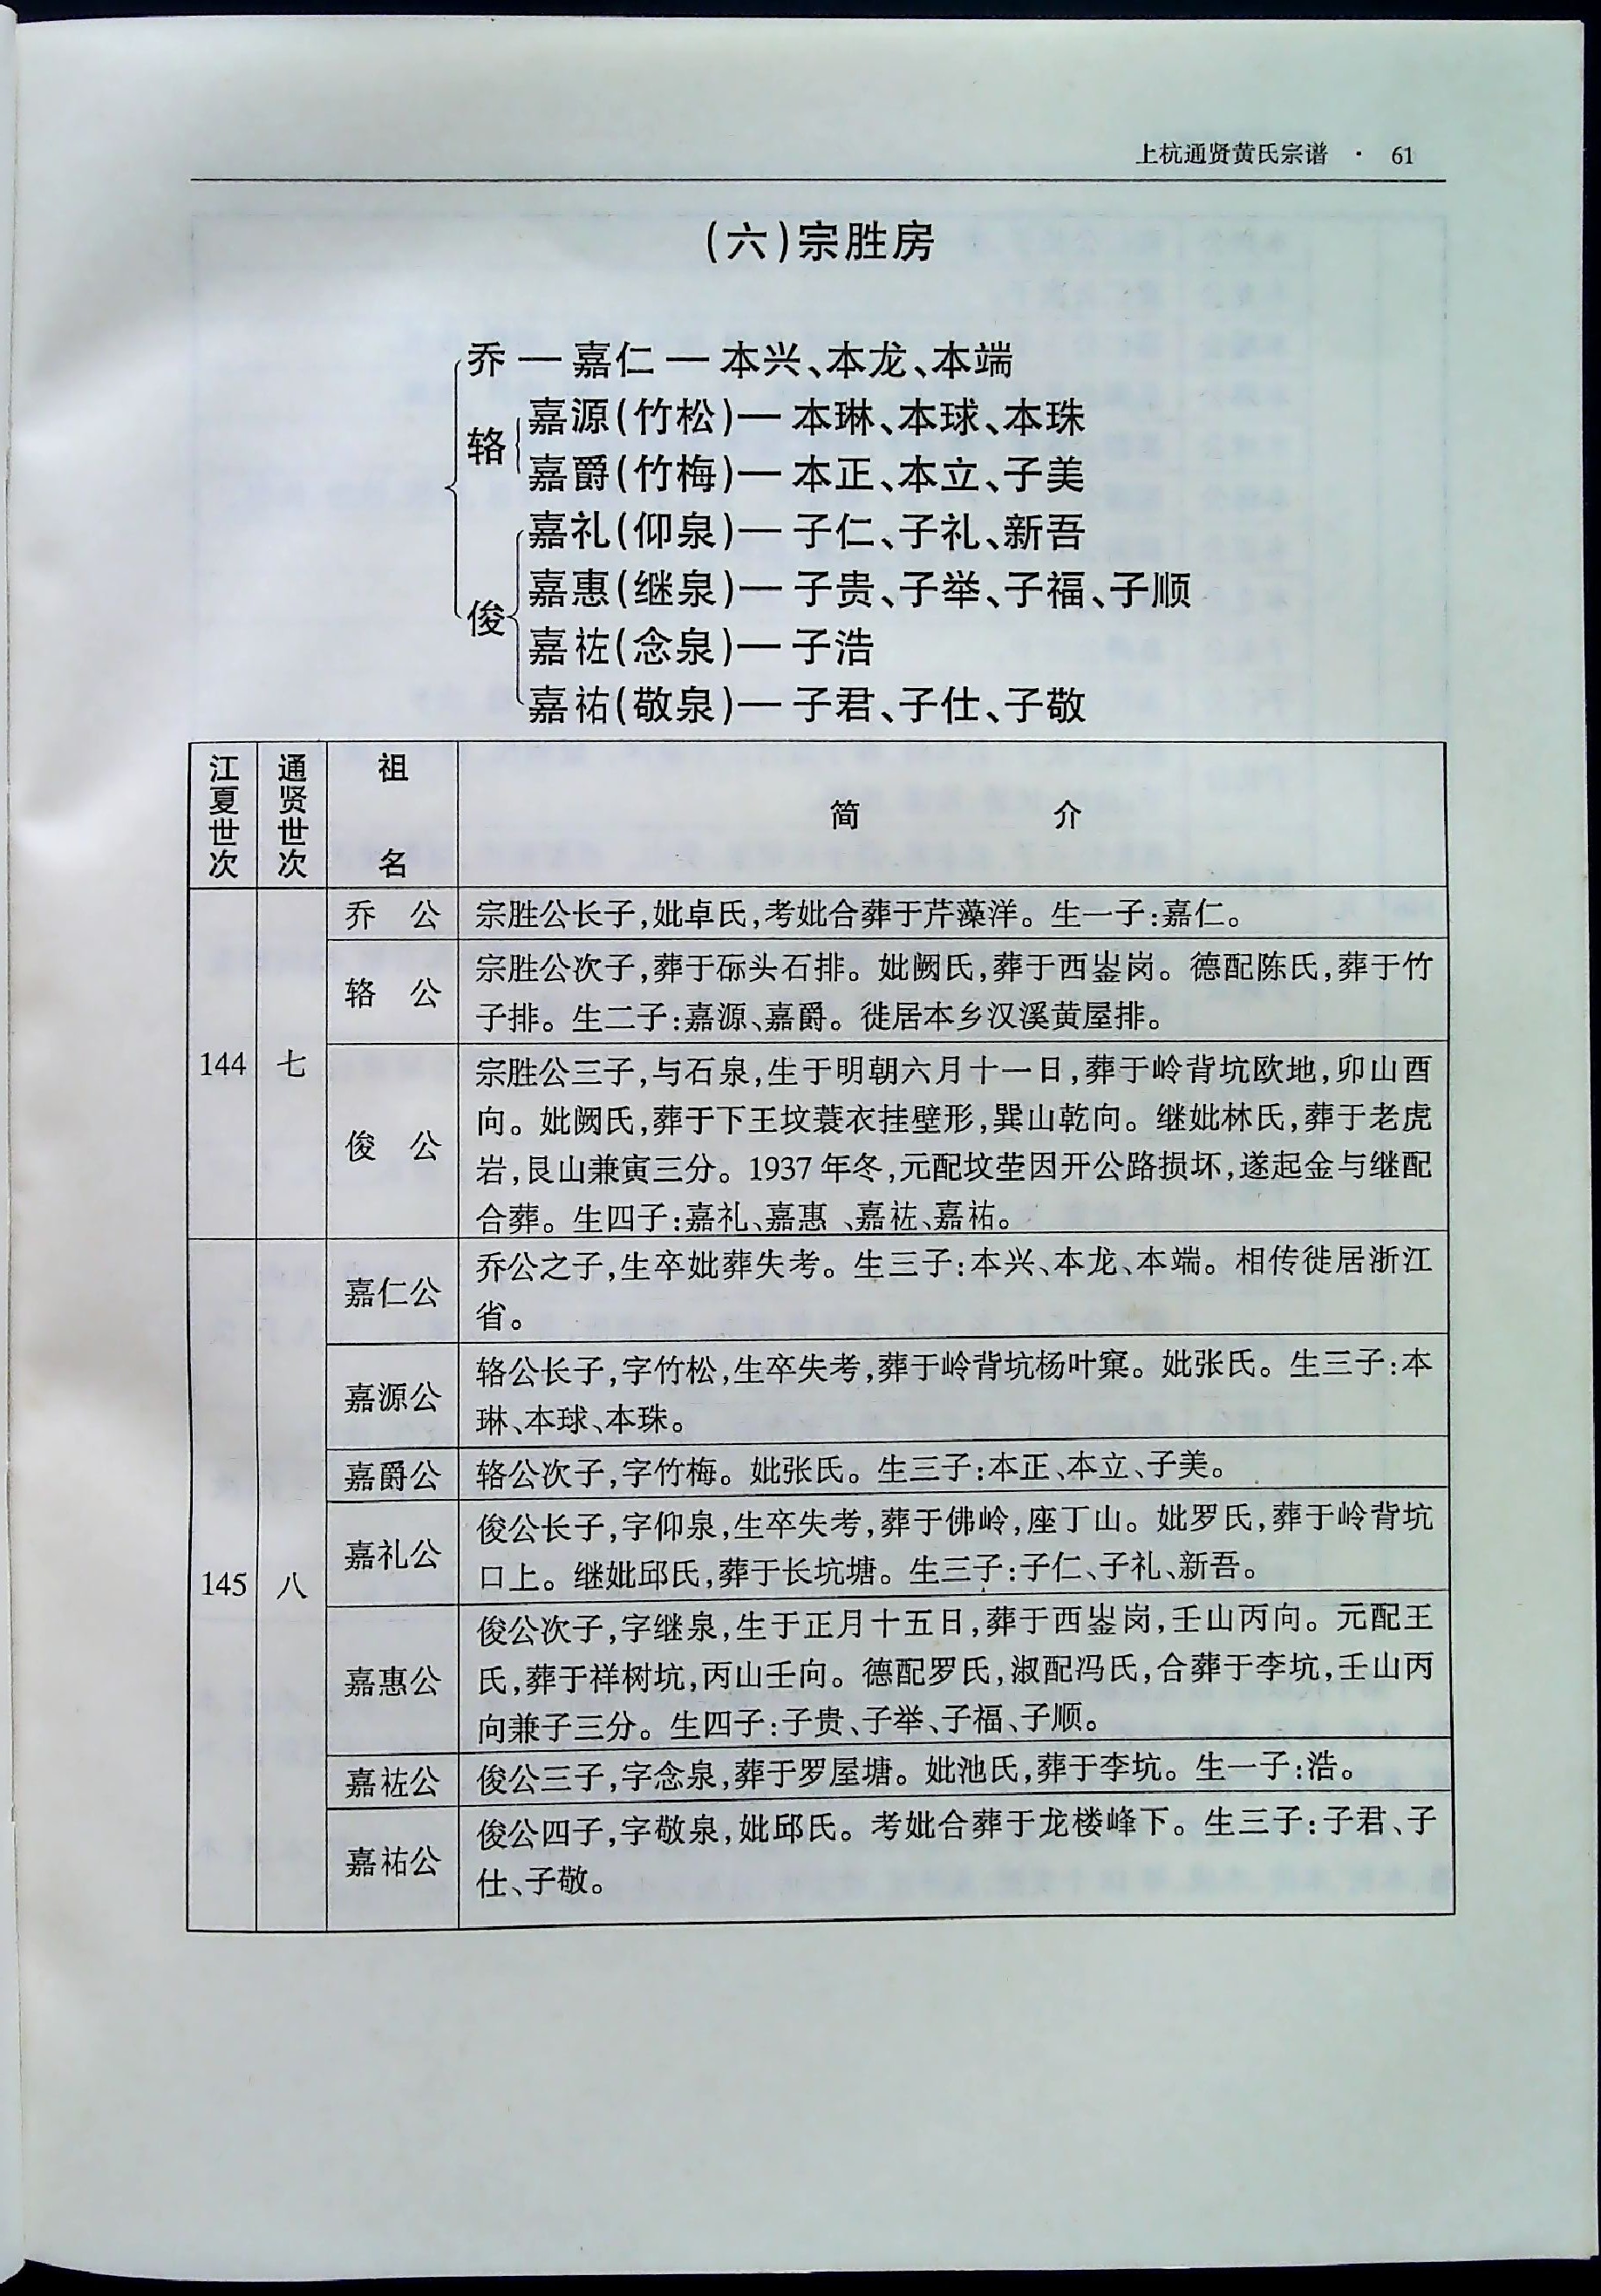 上杭通贤黄氏宗谱 · 61
(六)宗胜房
乔 — 嘉仁 — 本兴、本龙、本端
辂
嘉源(竹松)— 本琳、本球、本珠
嘉爵(竹梅)— 本正、本立、子美
俊
嘉礼(仰泉)— 子仁、子礼、新吾
嘉惠(继泉)— 子贵、子举、子福、子顺
嘉祛(念泉)— 子浩
嘉祐(敬泉)— 子君、子仕、子敬
江夏世次 通贤世次 祖名 简介
144 七
乔公 宗胜公长子,妣卓氏,考妣合葬于芹藻洋。生一子:嘉仁。
辂公 宗胜公次子,葬于头石排。妣阙氏,葬于西崟岗。德配陈氏,葬于竹
子排。生二子:嘉源、嘉爵。徙居本乡汉溪黄屋排。
俊公 宗胜公三子,与石泉,生于明朝六月十一日,葬于岭背坑欧地,卯山酉
向。妣阙氏,葬于下王坟蓑衣挂壁形,巽山乾向。继妣林氏,葬于老虎
岩,艮山兼寅三分。1937年冬,元配坟茔因开公路损坏,遂起金与继配
合葬。生四子:嘉礼、嘉惠、嘉祛、嘉祐。
145 八
嘉仁公 乔公之子,生卒妣葬失考。生三子:本兴、本龙、本端。相传徙居浙江
省。
嘉源公 辂公长子,字竹松,生卒失考,葬于岭背坑杨叶窠。妣张氏。生三子:本
琳、本球、本珠。
嘉爵公 辂公次子,字竹梅。妣张氏。生三子:本正、本立、子美。
嘉礼公 俊公长子,字仰泉,生卒失考,葬于佛岭,座丁山。妣罗氏,葬于岭背坑
口上。继妣邱氏,葬于长坑塘。生三子:子仁、子礼、新吾。
嘉惠公 俊公次子,字继泉,生于正月十五日,葬于西崟岗,壬山丙向。元配王
氏,葬于祥树坑,丙山壬向。德配罗氏,淑配冯氏,合葬于李坑,壬山丙
向兼子三分。生四子:子贵、子举、子福、子顺。
嘉祛公 俊公三子,字念泉,葬于罗屋塘。妣池氏,葬于李坑。生一子:浩。
嘉祐公 俊公四子,字敬泉,妣邱氏。考妣合葬于龙楼峰下。生三子:子君、子
仕、子敬。